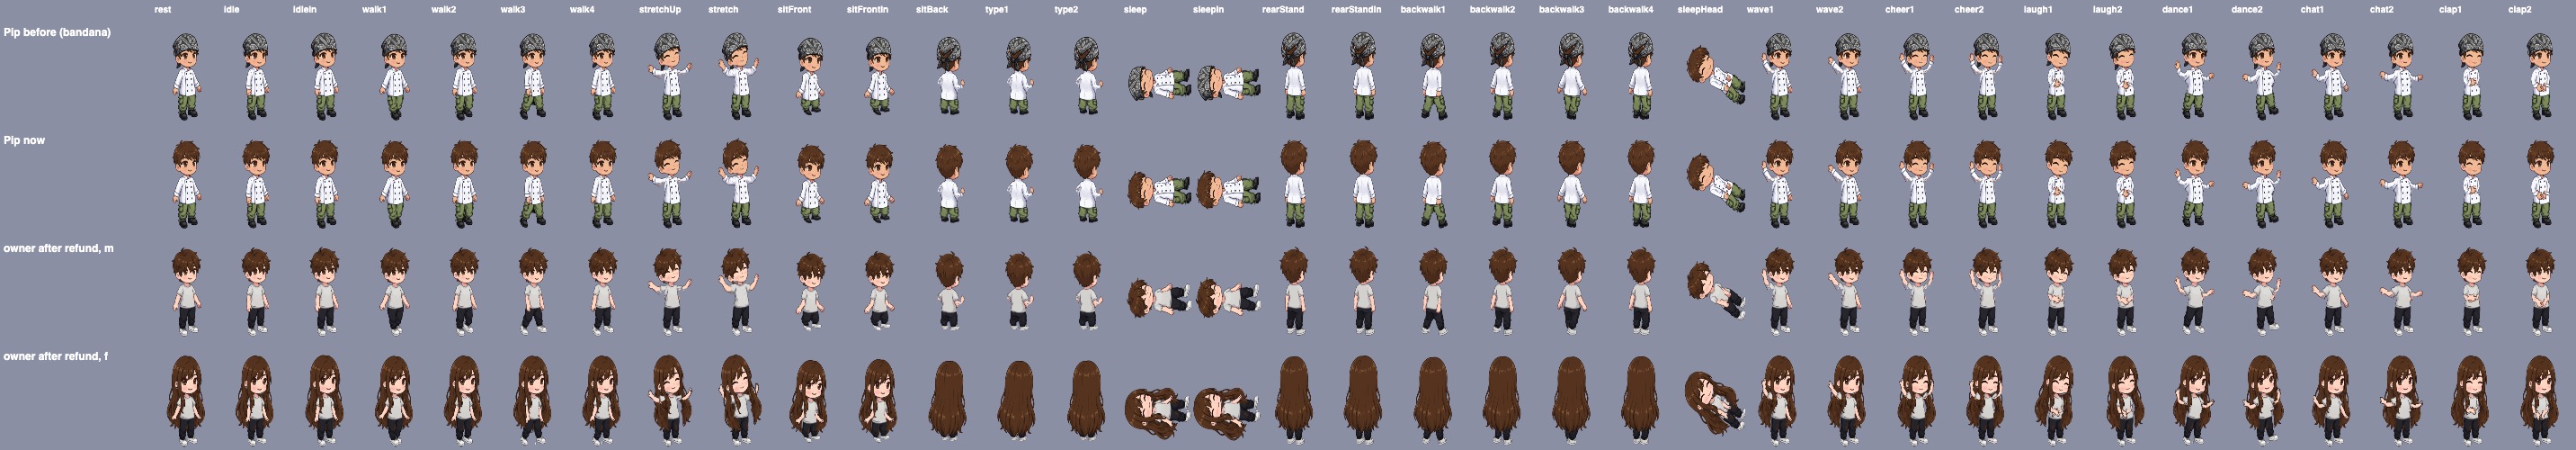 rest idle idleIn walk1 walk2 walk3 walk4 stretchUp stretch sitFront sitFrontIn sitBack type1 type2 sleep sleepIn rearStand rearStandIn backwalk1 backwalk2 backwalk3 backwalk4 sleepHead wave1 wave2 cheer1 cheer2 laugh1 laugh2 dance1 dance2 chat1 chat2 clap1 clap2
Pip before (bandana)
Pip now
owner after refund, m
owner after refund, f